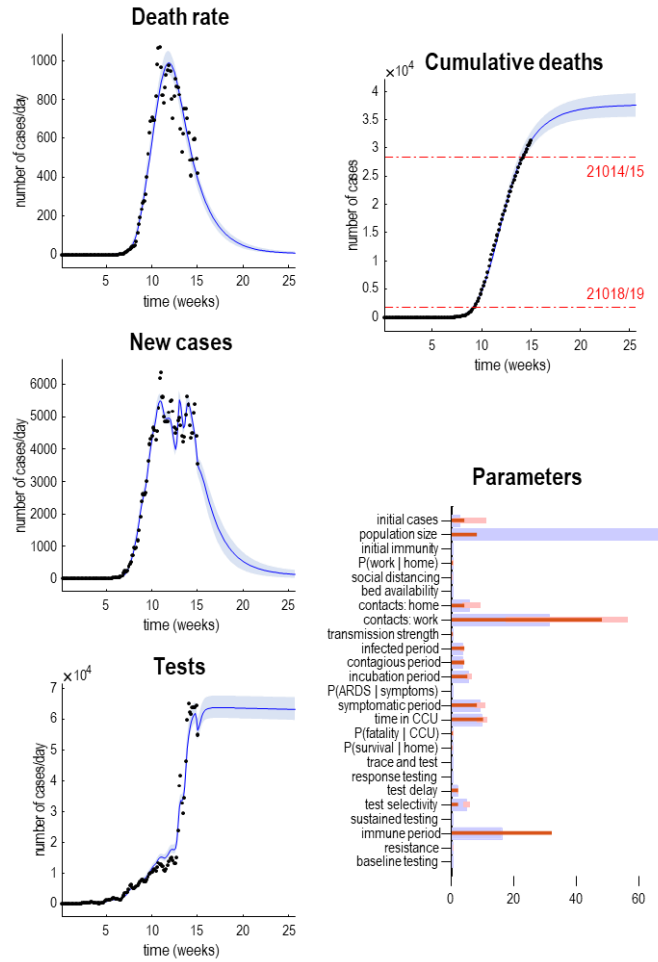 Death rate
1000
800
600
400
200
0
number of cases/day
5 10 15 20 25
time (weeks)
Cumulative deaths
×10⁴
4
3.5
3
2.5
2
1.5
1
0.5
0
number of cases
21014/15
21018/19
5 10 15 20 25
time (weeks)
New cases
6000
5000
4000
3000
2000
1000
0
number of cases/day
5 10 15 20 25
time (weeks)
Tests
×10⁴
7
6
5
4
3
2
1
0
number of cases/day
5 10 15 20 25
time (weeks)
Parameters
initial cases
population size
initial immunity
P(work | home)
social distancing
bed availability
contacts: home
contacts: work
transmission strength
infected period
contagious period
incubation period
P(ARDS | symptoms)
symptomatic period
time in CCU
P(fatality | CCU)
P(survival | home)
trace and test
response testing
test delay
test selectivity
sustained testing
immune period
resistance
baseline testing
0 20 40 60